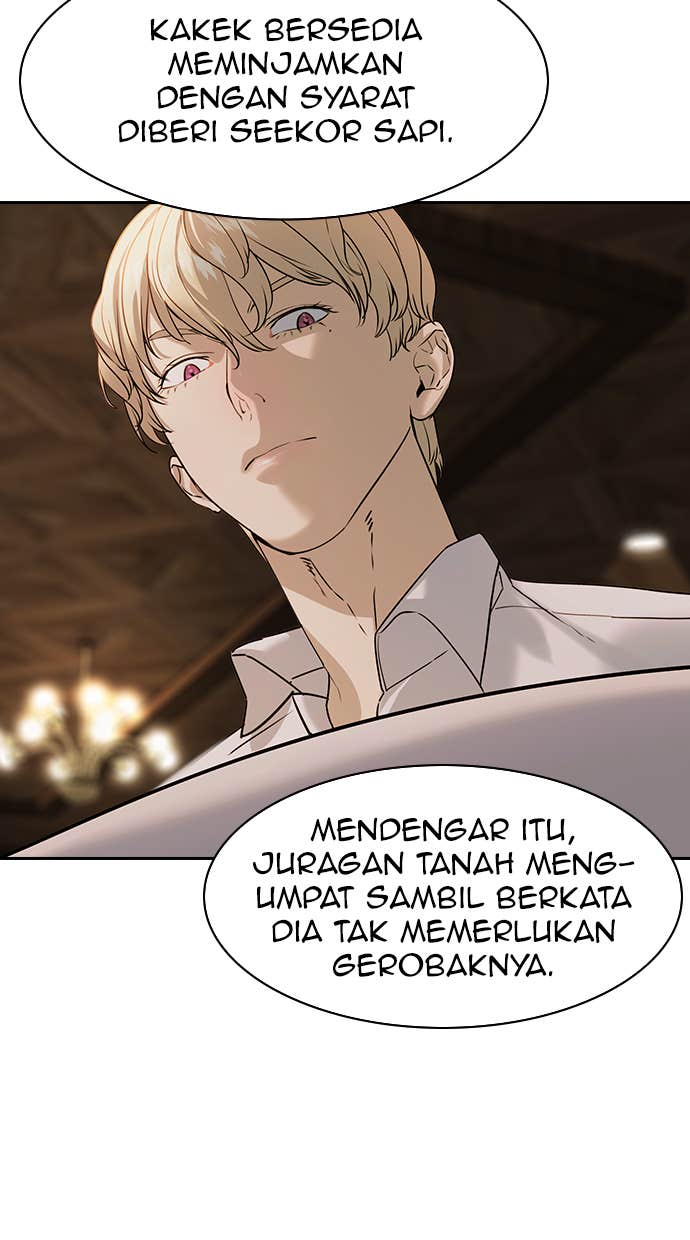 KAKEK BERSEDIA
MEMINJAMKAN
DENGAN SYARAT
DIBERI SEEKOR SAPI.
MENDENGAR ITU,
JURAGAN TANAH MENG-
UMPAT SAMBIL BERKATA
DIA TAK MEMERLUKAN
GEROBAKNYA.